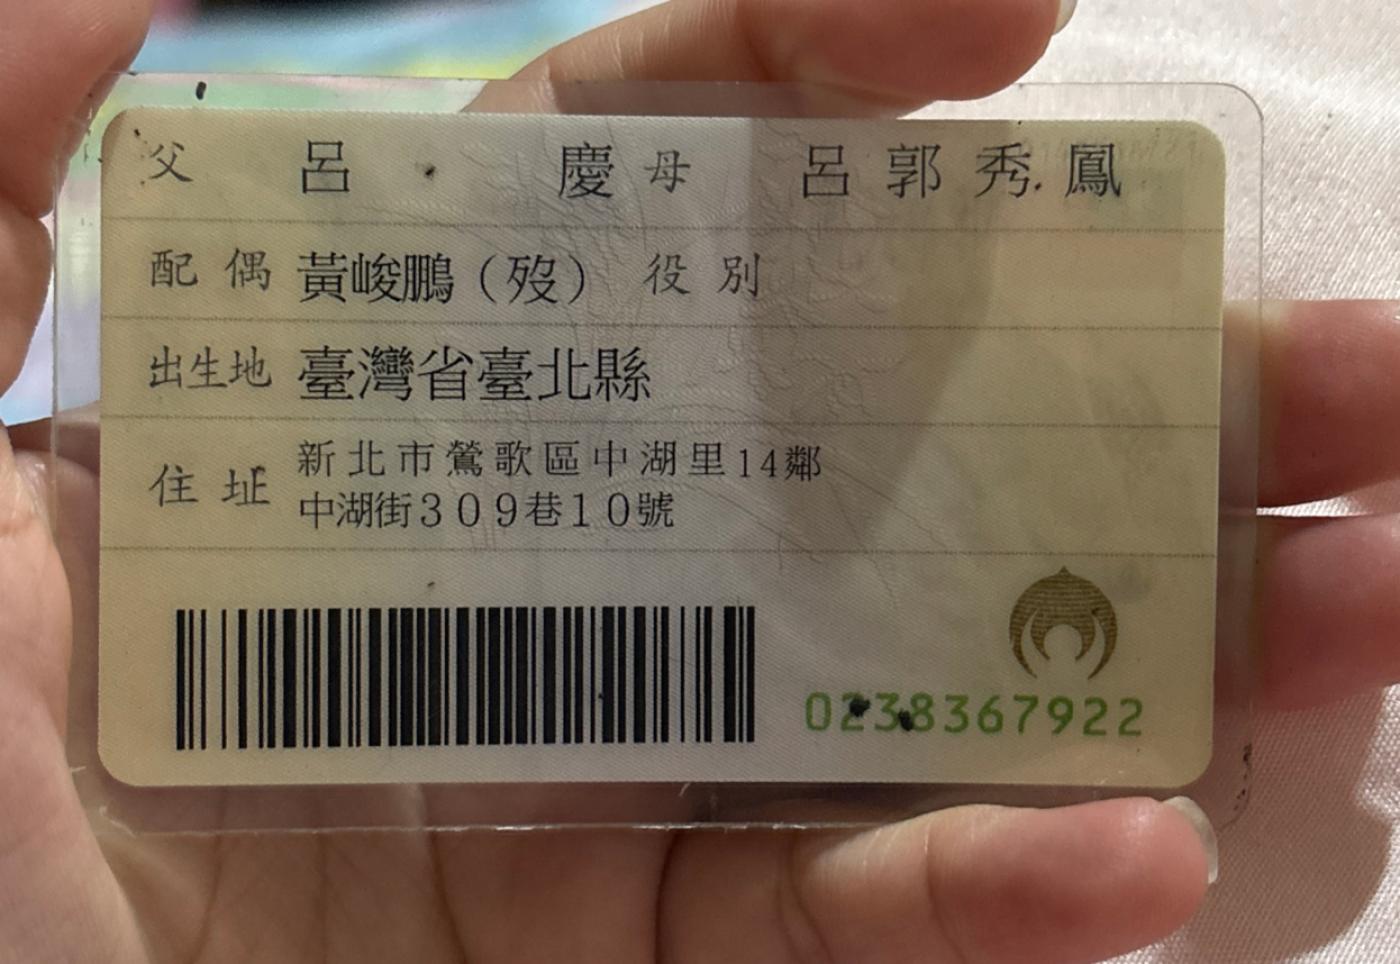 父 呂 慶 母 呂郭秀鳳
配偶 黃峻鵬（歿） 役別
出生地 臺灣省臺北縣
住址 新北市鶯歌區中湖里14鄰
中湖街309巷10號
0238367922